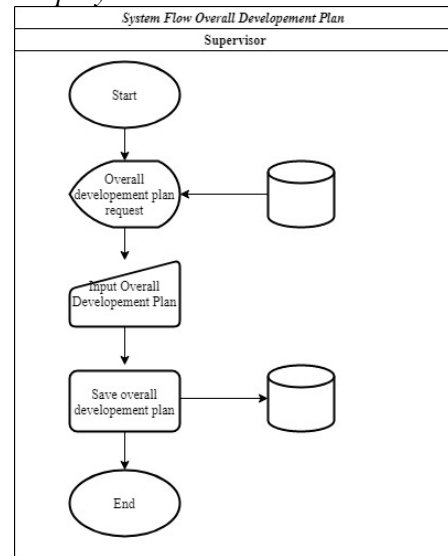 System Flow Overall Developement Plan
Supervisor
Start
Overall
developement plan
request
Input Overall
Developement Plan
Save overall
developement plan
End